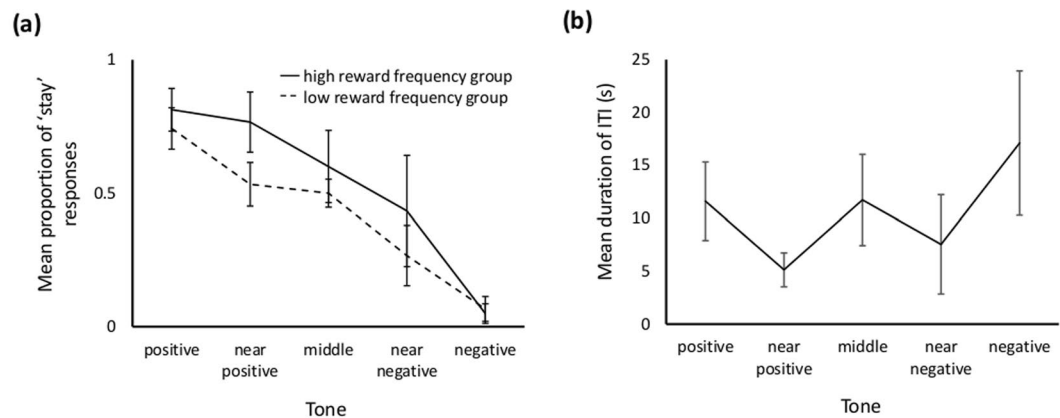 (a)
Mean proportion of 'stay'
responses
1
0.5
0
high reward frequency group
low reward frequency group
positive
near
positive
middle
near
negative
negative
Tone
(b)
Mean duration of ITI (s)
25
20
15
10
5
0
positive
near
positive
middle
near
negative
negative
Tone